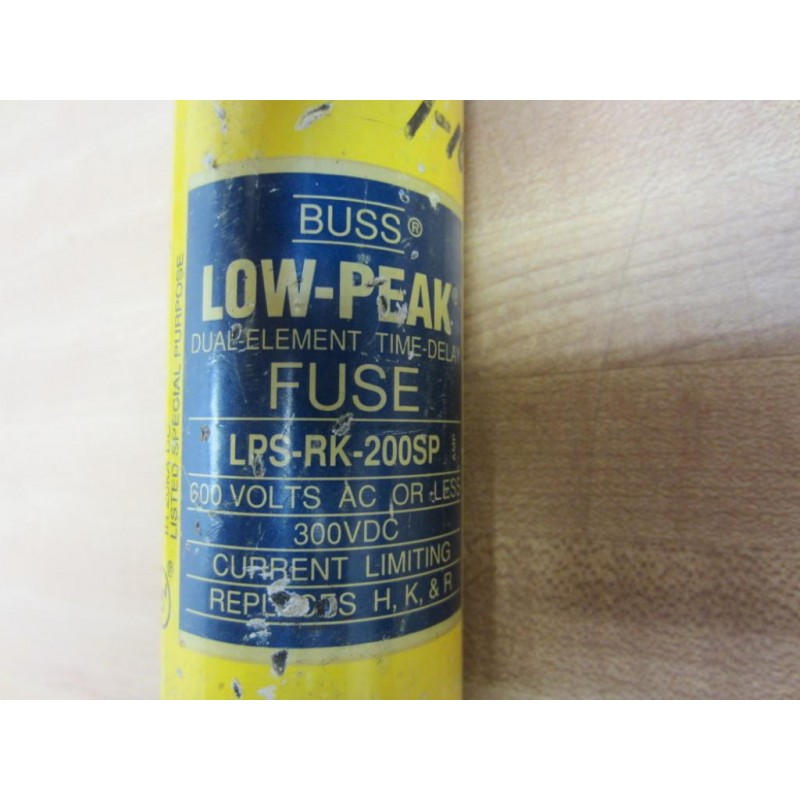 BUSS®
LOW-PEAK®
DUAL-ELEMENT TIME-DELAY
FUSE
LPS-RK-200SP
600 VOLTS AC OR LESS
300VDC
CURRENT LIMITING
REPLACES H, K, & R
LISTED SPECIAL PURPOSE